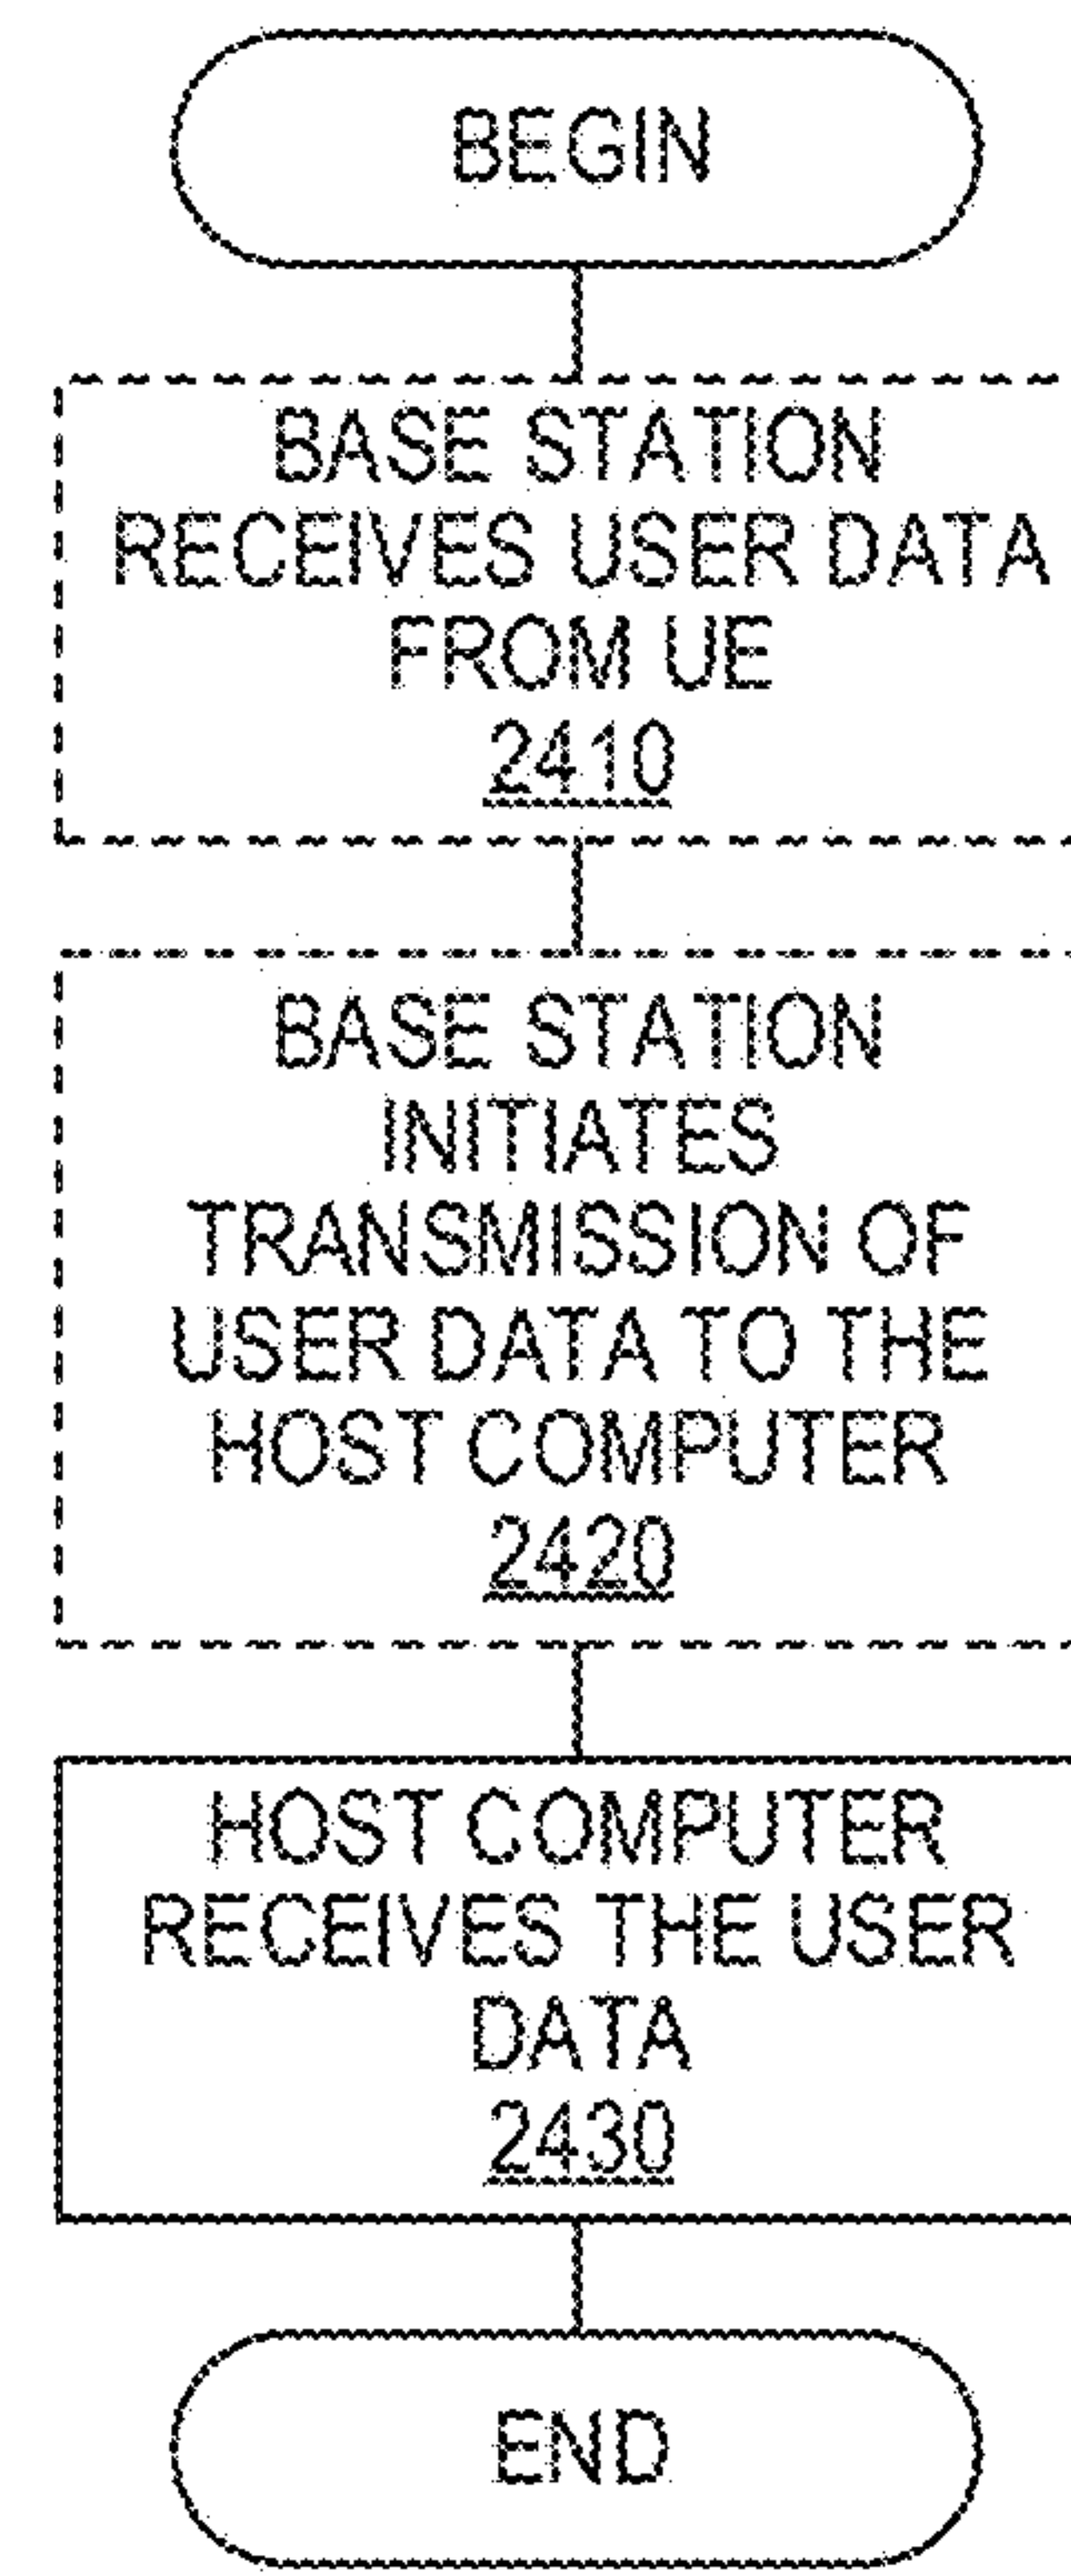 BEGIN
BASE STATION
RECEIVES USER DATA
FROM UE
2410
BASE STATION
INITIATES
TRANSMISSION OF
USER DATA TO THE
HOST COMPUTER
2420
HOST COMPUTER
RECEIVES THE USER
DATA
2430
END